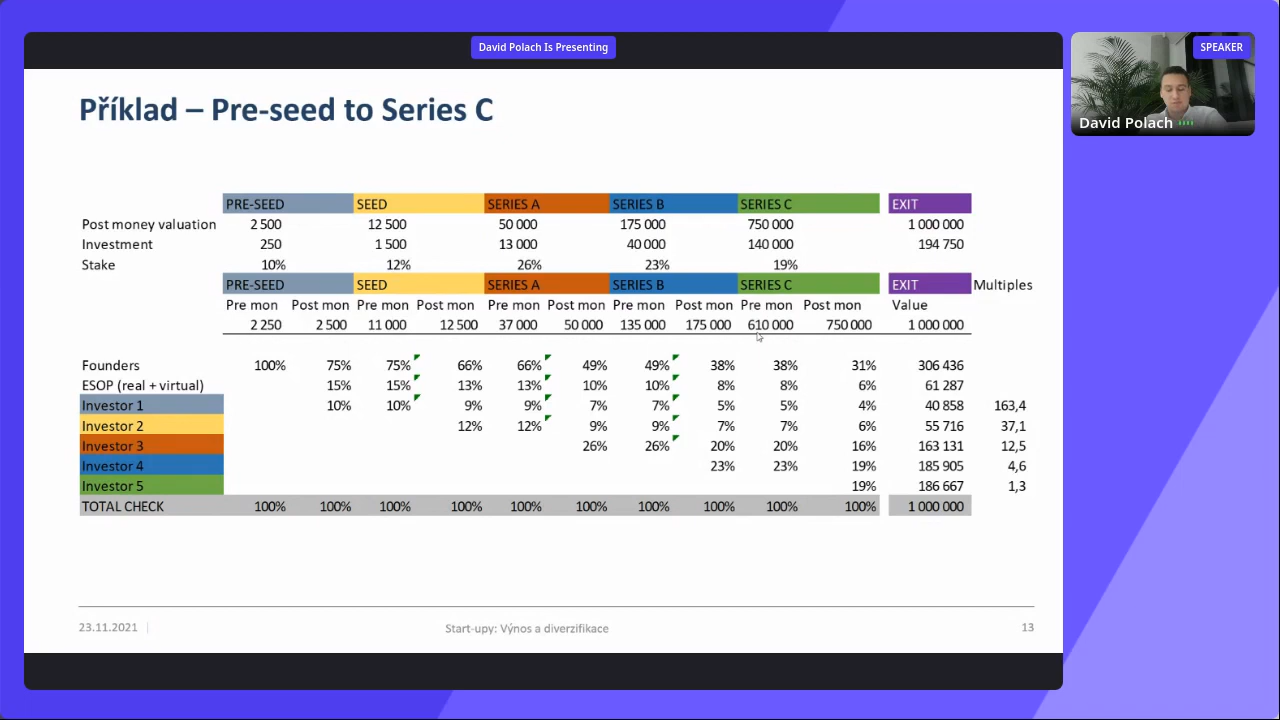 David Polach Is Presenting
SPEAKER
David Polach
Příklad – Pre-seed to Series C
PRE-SEED SEED SERIES A SERIES B SERIES C EXIT
Post money valuation 2 500 12 500 50 000 175 000 750 000 1 000 000
Investment 250 1 500 13 000 40 000 140 000 194 750
Stake 10% 12% 26% 23% 19%
PRE-SEED SEED SERIES A SERIES B SERIES C EXIT Multiples
Pre mon Post mon Pre mon Post mon Pre mon Post mon Pre mon Post mon Pre mon Post mon Value
2 250 2 500 11 000 12 500 37 000 50 000 135 000 175 000 610 000 750 000 1 000 000
Founders 100% 75% 75% 66% 66% 49% 49% 38% 38% 31% 306 436
ESOP (real + virtual) 15% 15% 13% 13% 10% 10% 8% 8% 6% 61 287
Investor 1 10% 10% 9% 9% 7% 7% 5% 5% 4% 40 858 163,4
Investor 2 12% 12% 9% 9% 7% 7% 6% 55 716 37,1
Investor 3 26% 26% 20% 20% 16% 163 131 12,5
Investor 4 23% 23% 19% 185 905 4,6
Investor 5 19% 186 667 1,3
TOTAL CHECK 100% 100% 100% 100% 100% 100% 100% 100% 100% 100% 1 000 000
23.11.2021 Start-upy: Výnos a diverzifikace 13